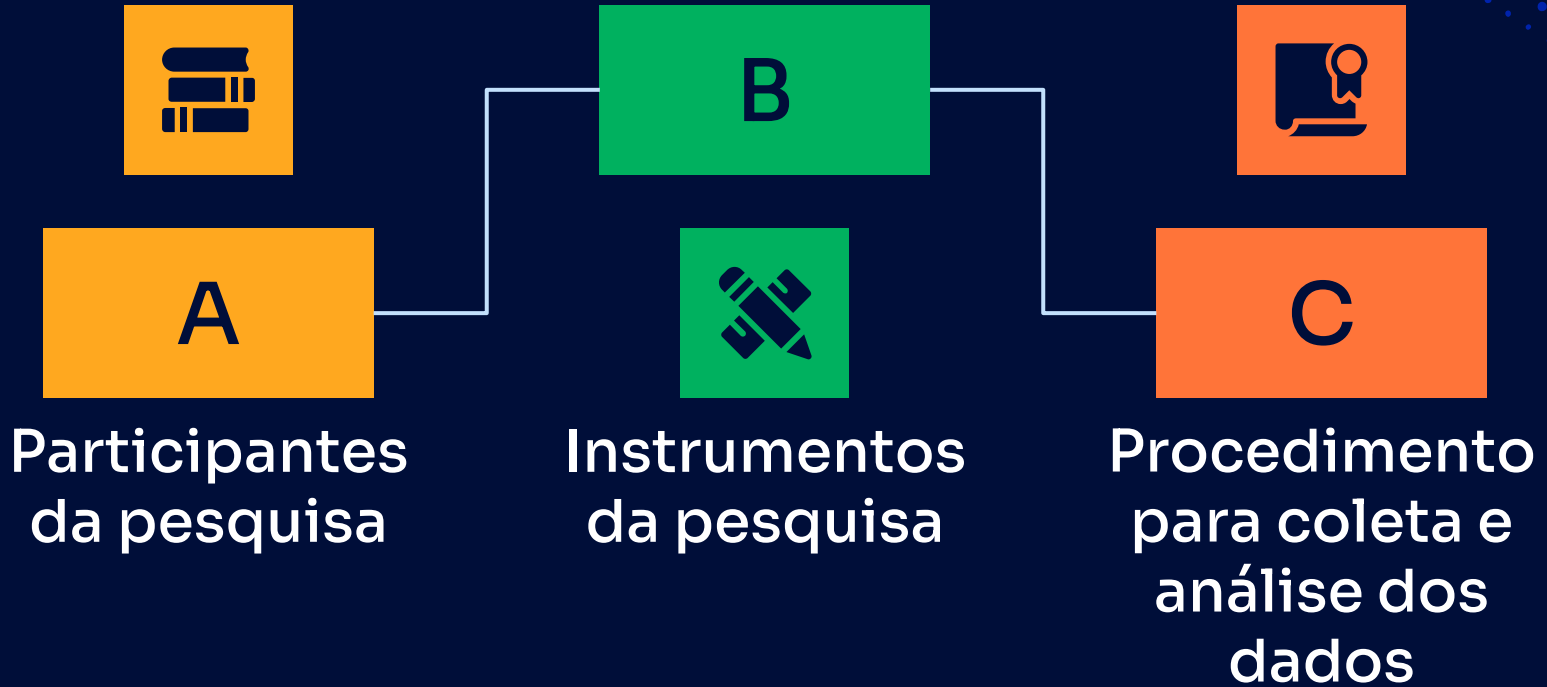 A
Participantes
da pesquisa
B
Instrumentos
da pesquisa
C
Procedimento
para coleta e
análise dos
dados